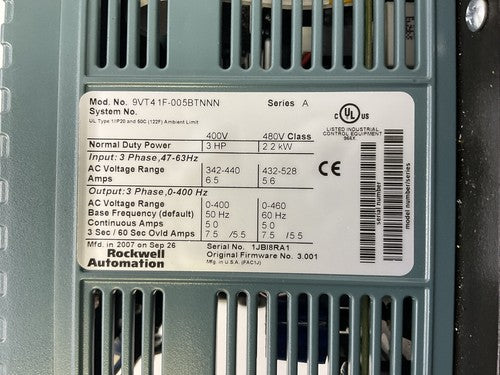 Mod. No. 9VT41F-005BTNNN Series A
System No.
UL Type 1/IP20 and 50C (122F) Ambient Limit
400V 480V Class
Normal Duty Power 3 HP 2.2 kW
Input: 3 Phase, 47-63Hz
AC Voltage Range 342-440 432-528
Amps 6.5 5.6
Output: 3 Phase, 0-400 Hz
AC Voltage Range 0-400 0-460
Base Frequency (default) 50 Hz 60 Hz
Continuous Amps 5.0 5.0
3 Sec / 60 Sec Ovld Amps 7.5 /5.5 7.5 /5.5
Mfd. in 2007 on Sep 26 Serial No. 1JBI8RA1
Rockwell Original Firmware No. 3.001
Automation Mfg. in U.S.A. (FAC1J)
C UL US
LISTED INDUSTRIAL
CONTROL EQUIPMENT
966X
CE
serial number
model number/series